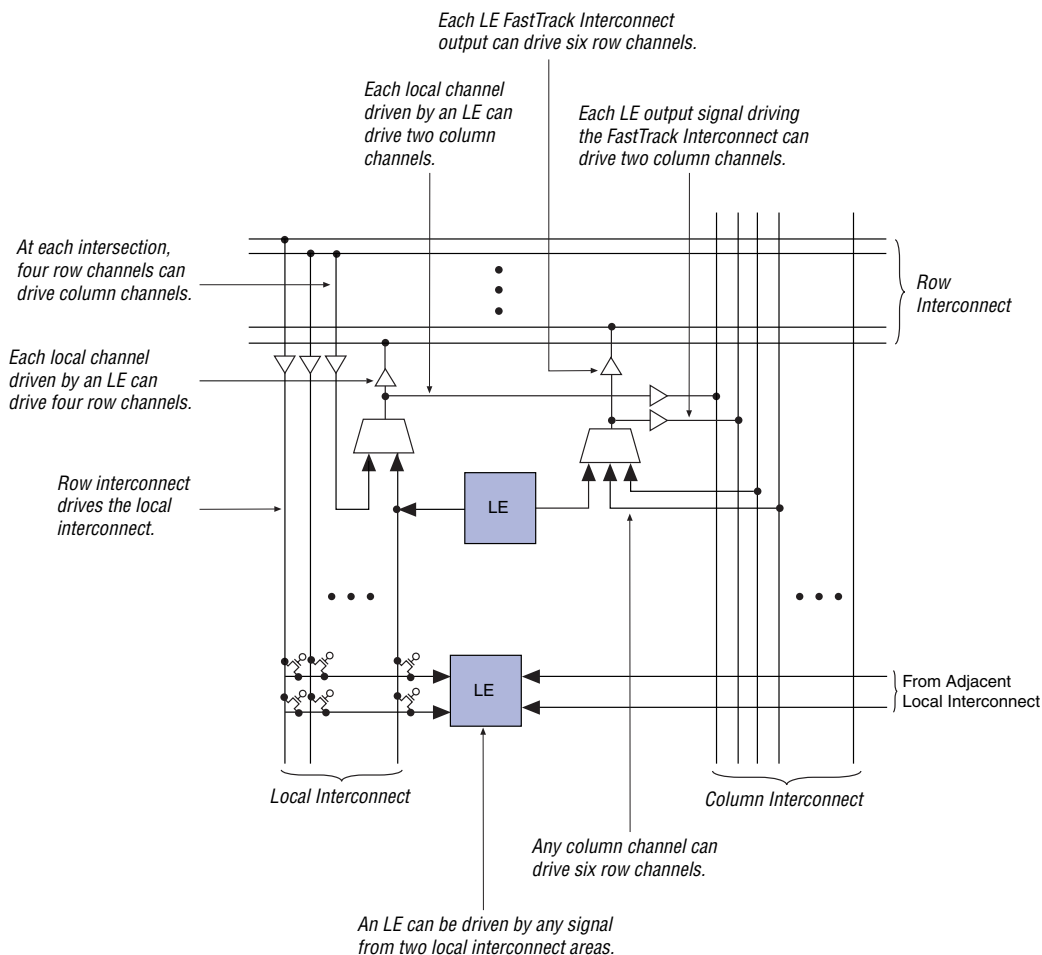 Each LE FastTrack Interconnect
output can drive six row channels.
Each local channel
driven by an LE can
drive two column
channels.
Each LE output signal driving
the FastTrack Interconnect can
drive two column channels.
At each intersection,
four row channels can
drive column channels.
Row
Interconnect
Each local channel
driven by an LE can
drive four row channels.
Row interconnect
drives the local
interconnect.
LE
LE
From Adjacent
Local Interconnect
Local Interconnect
Column Interconnect
Any column channel can
drive six row channels.
An LE can be driven by any signal
from two local interconnect areas.